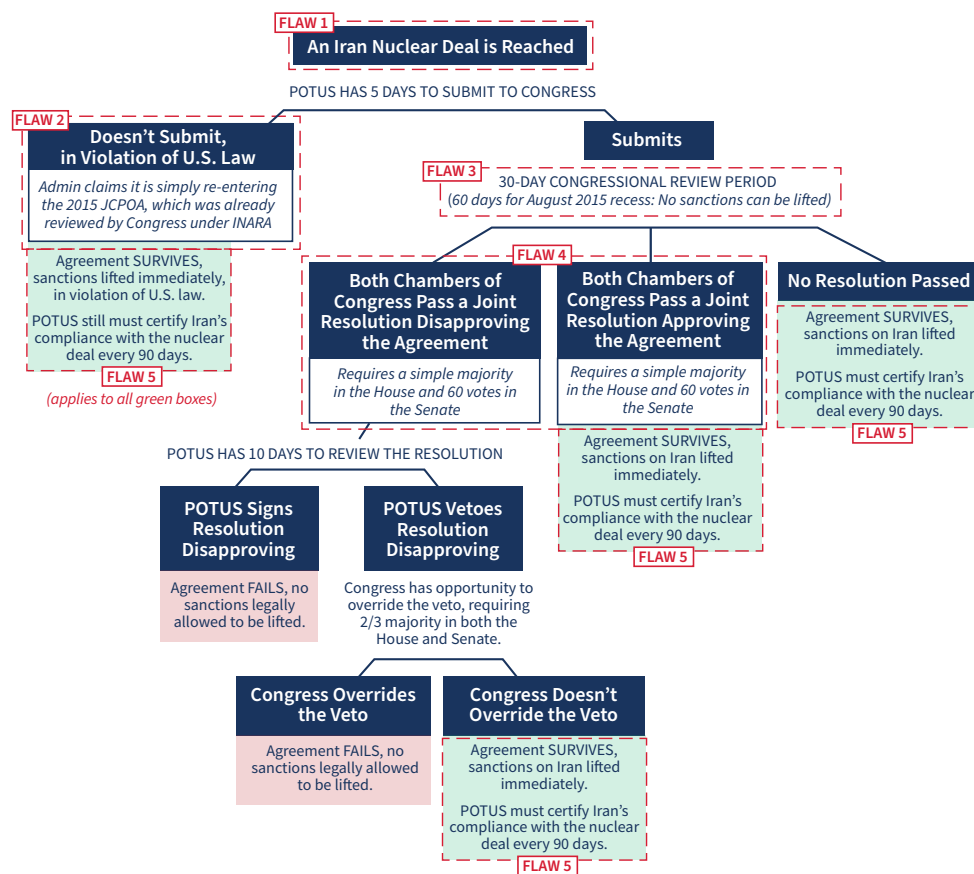 FLAW 1
An Iran Nuclear Deal is Reached
POTUS HAS 5 DAYS TO SUBMIT TO CONGRESS
FLAW 2
Doesn't Submit,
in Violation of U.S. Law
Admin claims it is simply re-entering
the 2015 JCPOA, which was already
reviewed by Congress under INARA
Agreement SURVIVES,
sanctions lifted immediately,
in violation of U.S. law.
POTUS still must certify Iran's
compliance with the nuclear
deal every 90 days.
FLAW 5
(applies to all green boxes)
Submits
FLAW 3
30-DAY CONGRESSIONAL REVIEW PERIOD
(60 days for August 2015 recess: No sanctions can be lifted)
FLAW 4
Both Chambers of
Congress Pass a Joint
Resolution Disapproving
the Agreement
Requires a simple majority
in the House and 60 votes in
the Senate
Both Chambers of
Congress Pass a Joint
Resolution Approving
the Agreement
Requires a simple majority
in the House and 60 votes in
the Senate
Agreement SURVIVES,
sanctions on Iran lifted
immediately.
POTUS must certify Iran's
compliance with the nuclear
deal every 90 days.
FLAW 5
No Resolution Passed
Agreement SURVIVES,
sanctions on Iran lifted
immediately.
POTUS must certify Iran's
compliance with the nuclear
deal every 90 days.
FLAW 5
POTUS HAS 10 DAYS TO REVIEW THE RESOLUTION
POTUS Signs
Resolution
Disapproving
Agreement FAILS, no
sanctions legally
allowed to be lifted.
POTUS Vetoes
Resolution
Disapproving
Congress has opportunity to
override the veto, requiring
2/3 majority in both the
House and Senate.
Congress Overrides
the Veto
Agreement FAILS, no
sanctions legally allowed
to be lifted.
Congress Doesn't
Override the Veto
Agreement SURVIVES,
sanctions on Iran lifted
immediately.
POTUS must certify Iran's
compliance with the nuclear
deal every 90 days.
FLAW 5